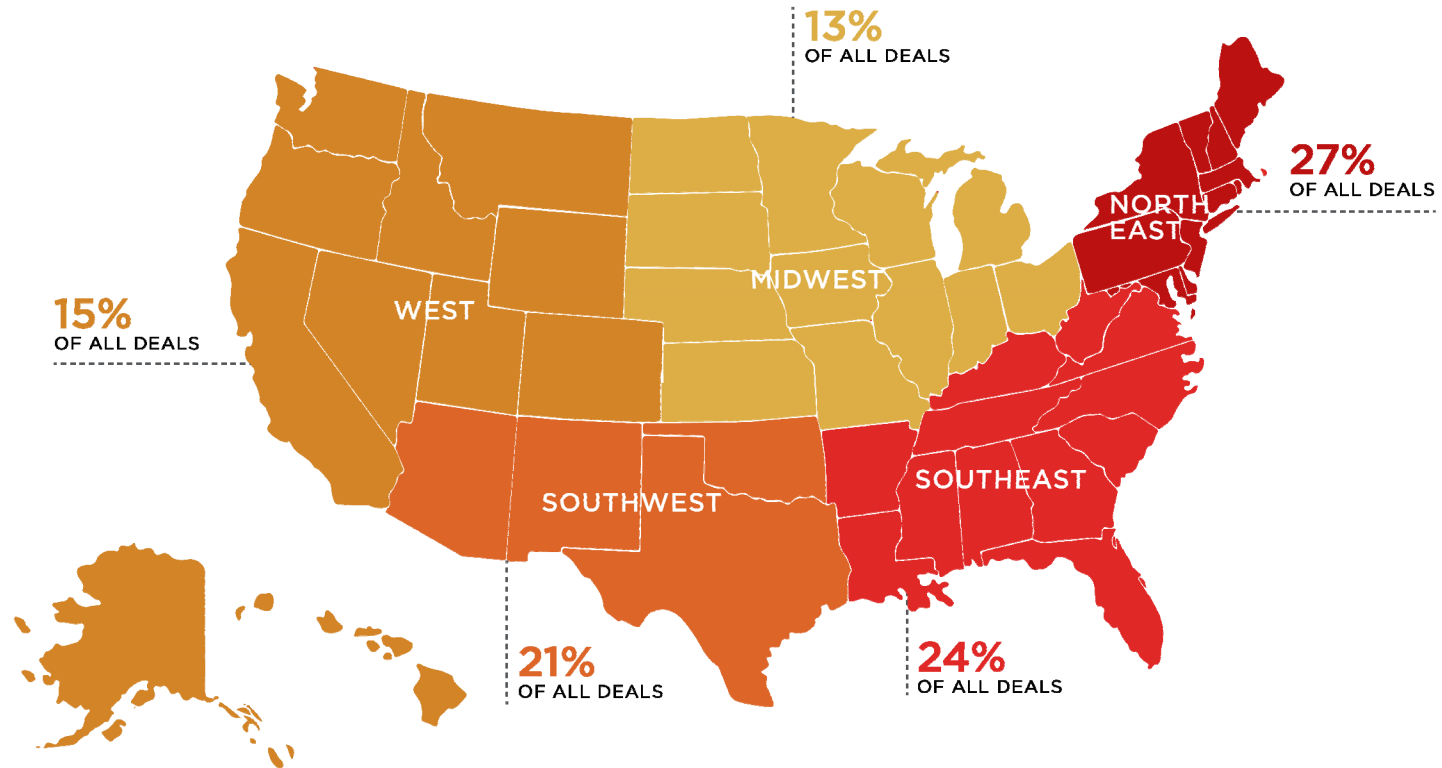 13%
OF ALL DEALS
27%
OF ALL DEALS
NORTH
EAST
MIDWEST
WEST
15%
OF ALL DEALS
SOUTHEAST
SOUTHWEST
21%
OF ALL DEALS
24%
OF ALL DEALS